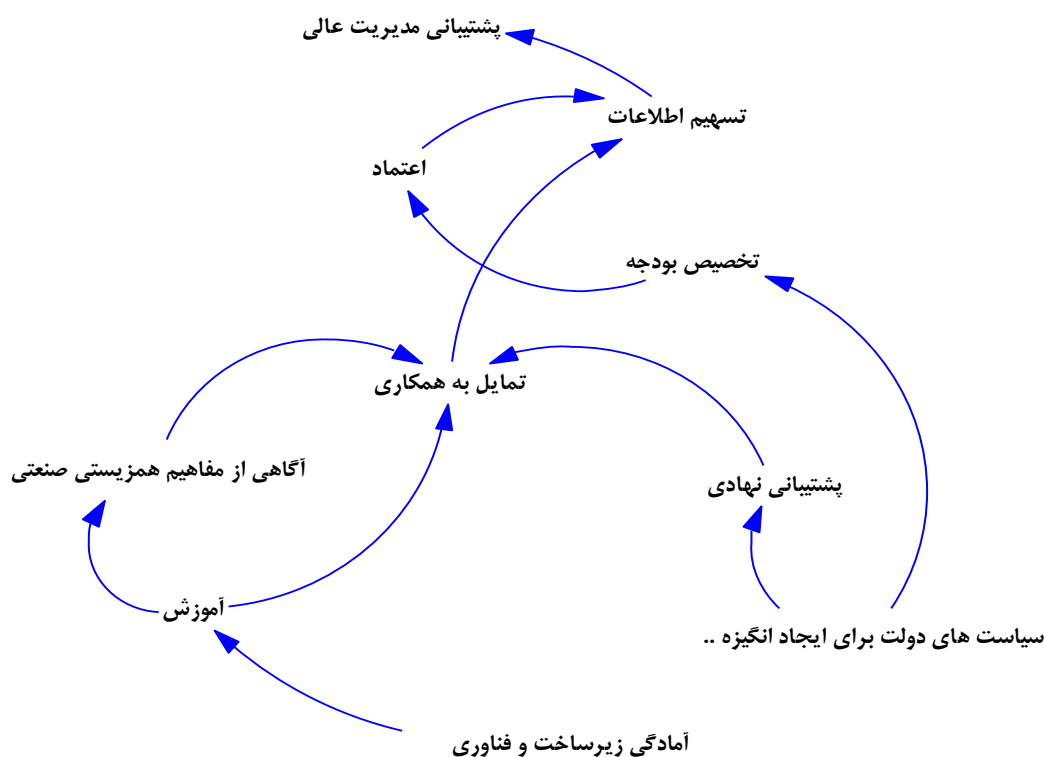 پشتیبانی مدیریت عالی
تسهیم اطلاعات
اعتماد
تخصیص بودجه
تمایل به همکاری
آگاهی از مفاهیم همزیستی صنعتی
پشتیبانی نهادی
آموزش
سیاست های دولت برای ایجاد انگیزه ..
آمادگی زیرساخت و فناوری